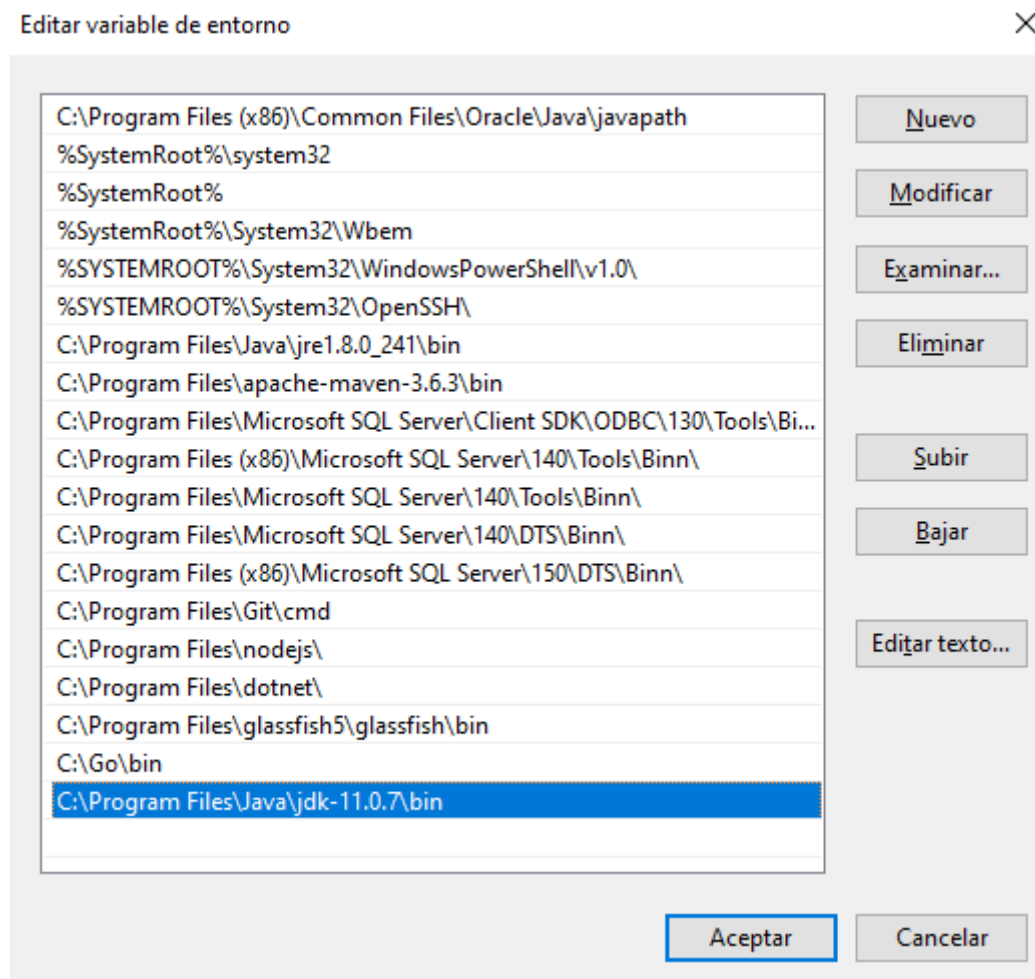 Editar variable de entorno
C:\Program Files (x86)\Common Files\Oracle\Java\javapath
%SystemRoot%\system32
%SystemRoot%
%SystemRoot%\System32\Wbem
%SYSTEMROOT%\System32\WindowsPowerShell\v1.0\
%SYSTEMROOT%\System32\OpenSSH\
C:\Program Files\Java\jre1.8.0_241\bin
C:\Program Files\apache-maven-3.6.3\bin
C:\Program Files\Microsoft SQL Server\Client SDK\ODBC\130\Tools\Bi...
C:\Program Files (x86)\Microsoft SQL Server\140\Tools\Binn\
C:\Program Files\Microsoft SQL Server\140\Tools\Binn\
C:\Program Files\Microsoft SQL Server\140\DTS\Binn\
C:\Program Files (x86)\Microsoft SQL Server\150\DTS\Binn\
C:\Program Files\Git\cmd
C:\Program Files\nodejs\
C:\Program Files\dotnet\
C:\Program Files\glassfish5\glassfish\bin
C:\Go\bin
C:\Program Files\Java\jdk-11.0.7\bin
Nuevo
Modificar
Examinar...
Eliminar
Subir
Bajar
Editar texto...
Aceptar
Cancelar